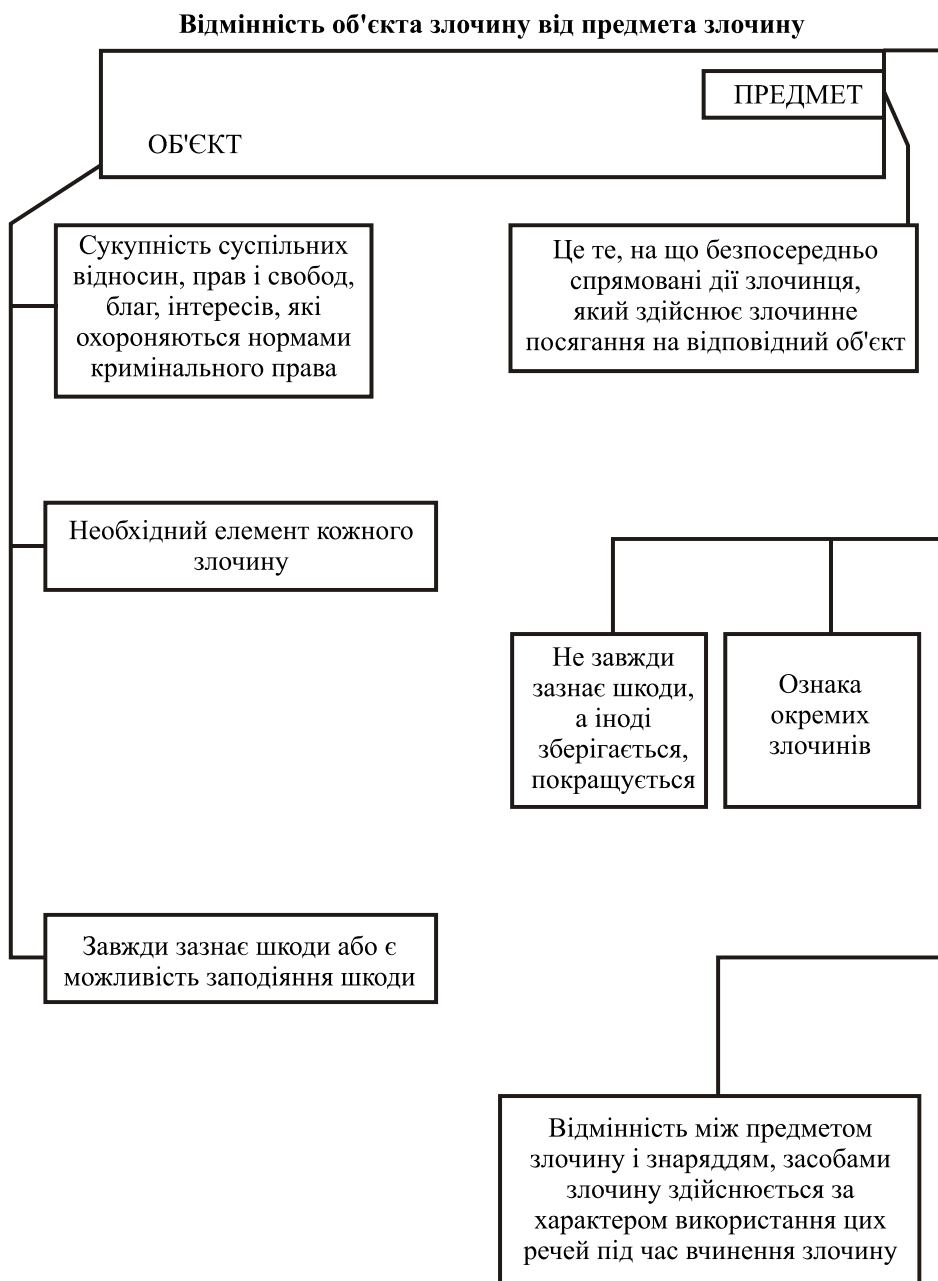 Відмінність об'єкта злочину від предмета злочину
ПРЕДМЕТ
ОБ'ЄКТ
Сукупність суспільних
відносин, прав і свобод,
благ, інтересів, які
охороняються нормами
кримінального права
Це те, на що безпосередньо
спрямовані дії злочинця,
який здійснює злочинне
посягання на відповідний об'єкт
Необхідний елемент кожного
злочину
Не завжди
зазнає шкоди,
а іноді
зберігається,
покращується
Ознака
окремих
злочинів
Завжди зазнає шкоди або є
можливість заподіяння шкоди
Відмінність між предметом
злочину і знаряддям, засобами
злочину здійснюється за
характером використання цих
речей під час вчинення злочину